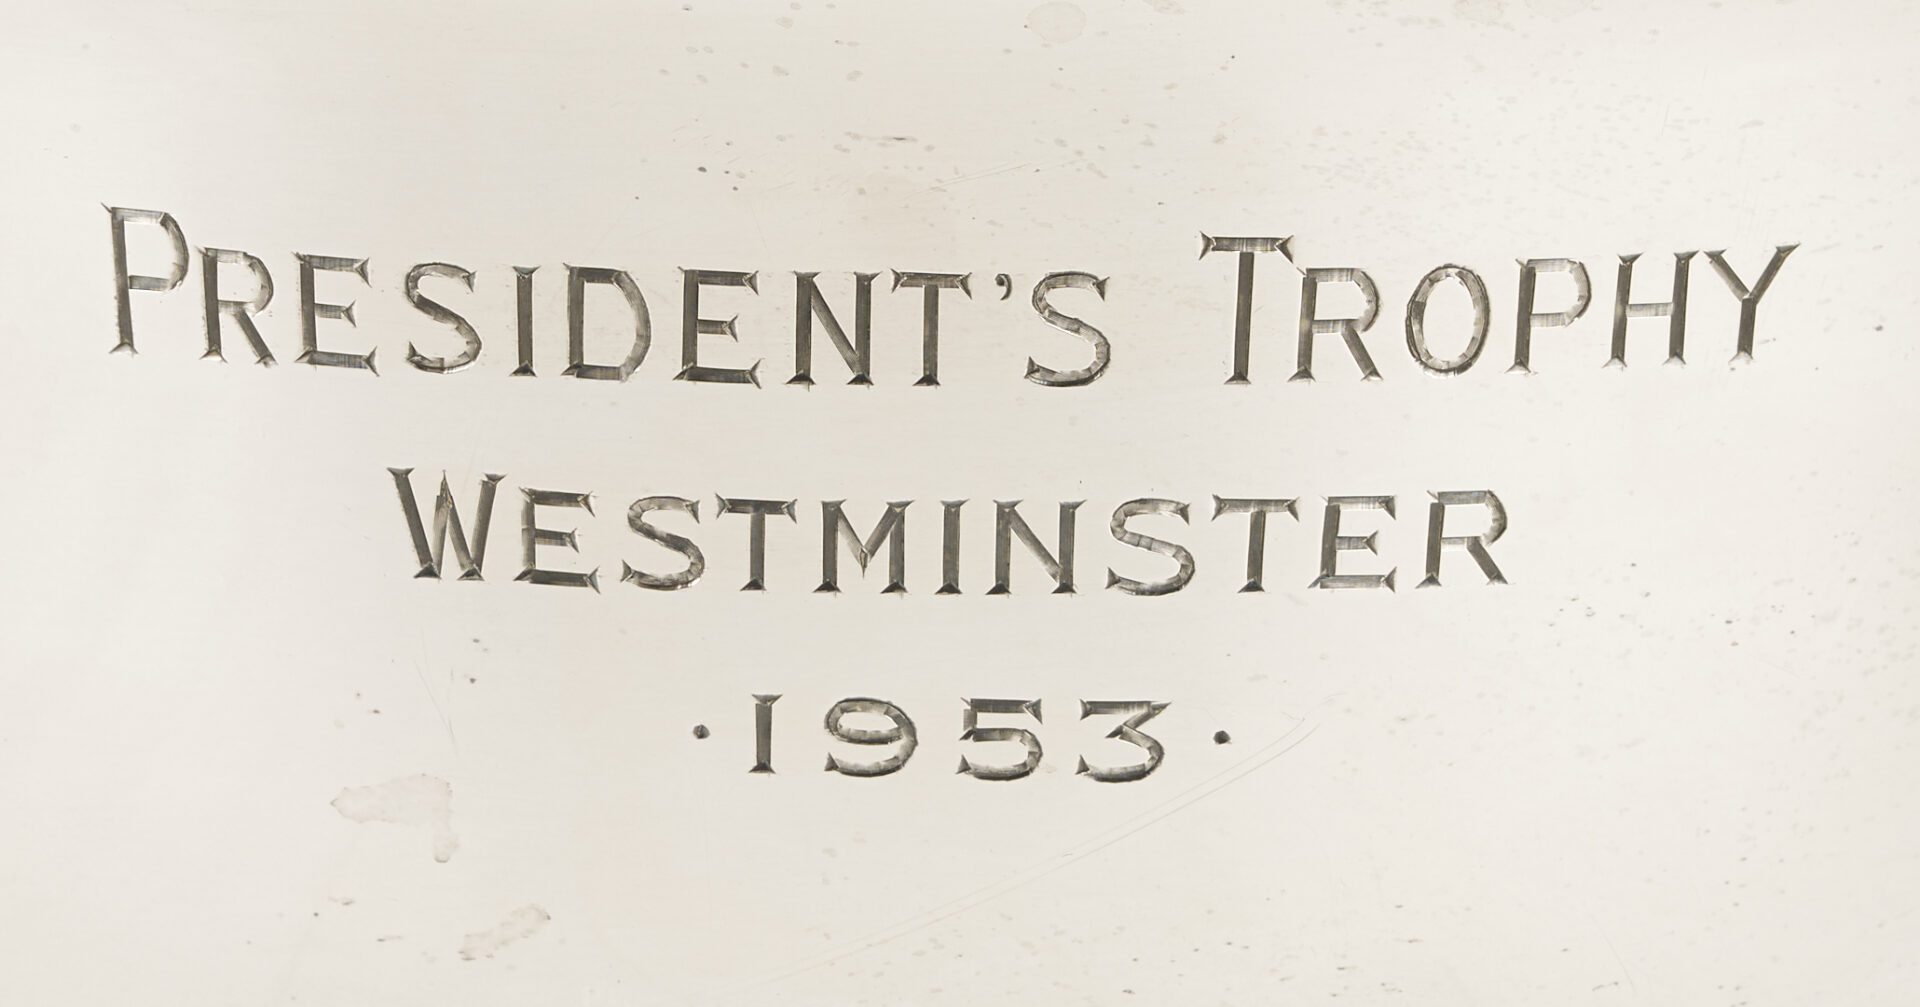 PRESIDENT'S TROPHY
WESTMINSTER
·1953·